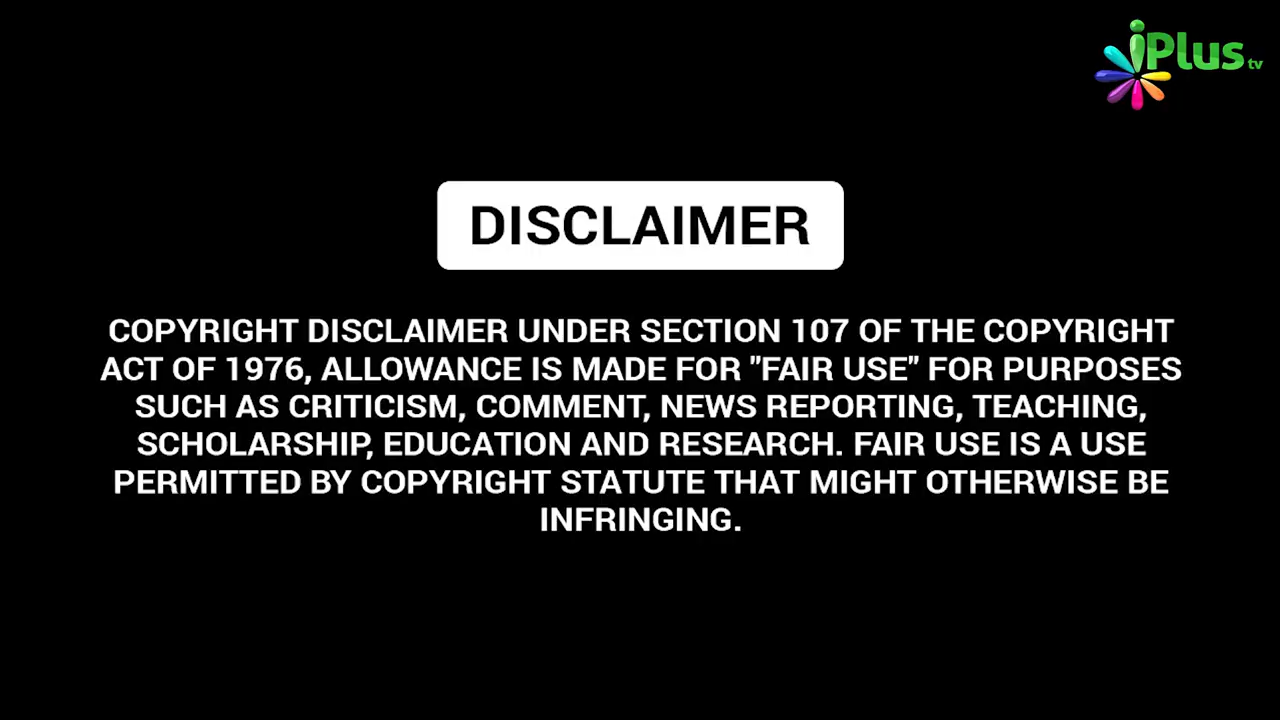 iPlus tv
DISCLAIMER
COPYRIGHT DISCLAIMER UNDER SECTION 107 OF THE COPYRIGHT
ACT OF 1976, ALLOWANCE IS MADE FOR "FAIR USE" FOR PURPOSES
SUCH AS CRITICISM, COMMENT, NEWS REPORTING, TEACHING,
SCHOLARSHIP, EDUCATION AND RESEARCH. FAIR USE IS A USE
PERMITTED BY COPYRIGHT STATUTE THAT MIGHT OTHERWISE BE
INFRINGING.